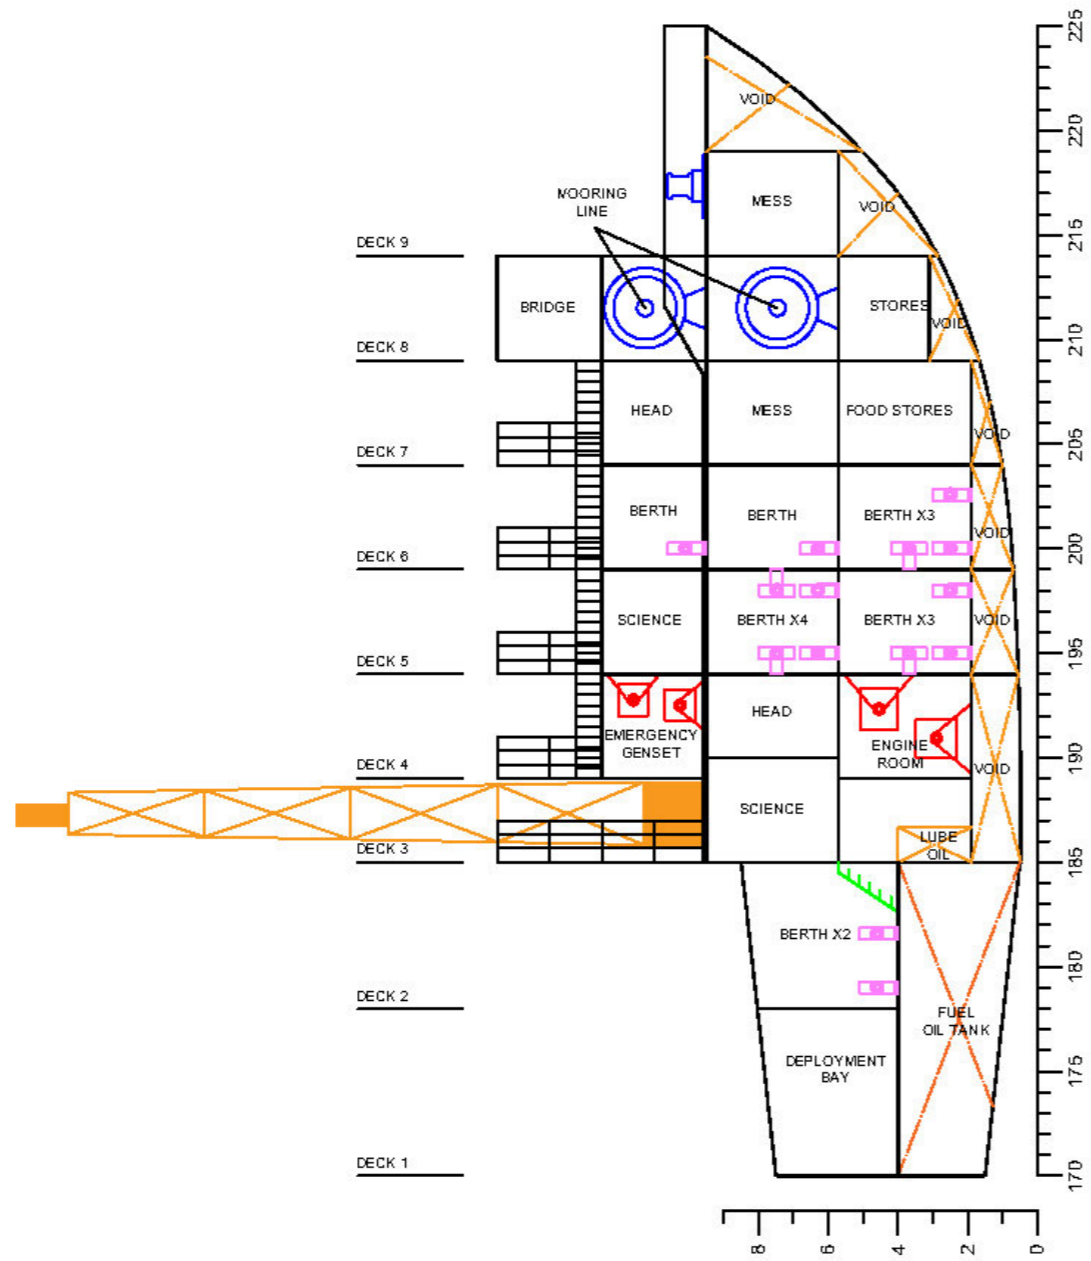 225
VOID
220
MOORING
LINE
MESS
VOID
215
DECK 9
BRIDGE
STORES
VOID
210
DECK 8
HEAD
MESS
FOOD STORES
VOID
205
DECK 7
BERTH
BERTH
BERTH X3
VOID
200
DECK 6
SCIENCE
BERTH X4
BERTH X3
VOID
195
DECK 5
HEAD
EMERGENCY
GENSET
ENGINE
ROOM
VOID
190
DECK 4
SCIENCE
LUBE
OIL
DECK 3
185
BERTH X2
180
DECK 2
FUEL
OIL TANK
DEPLOYMENT
BAY
175
DECK 1
170
8 6 4 2 0